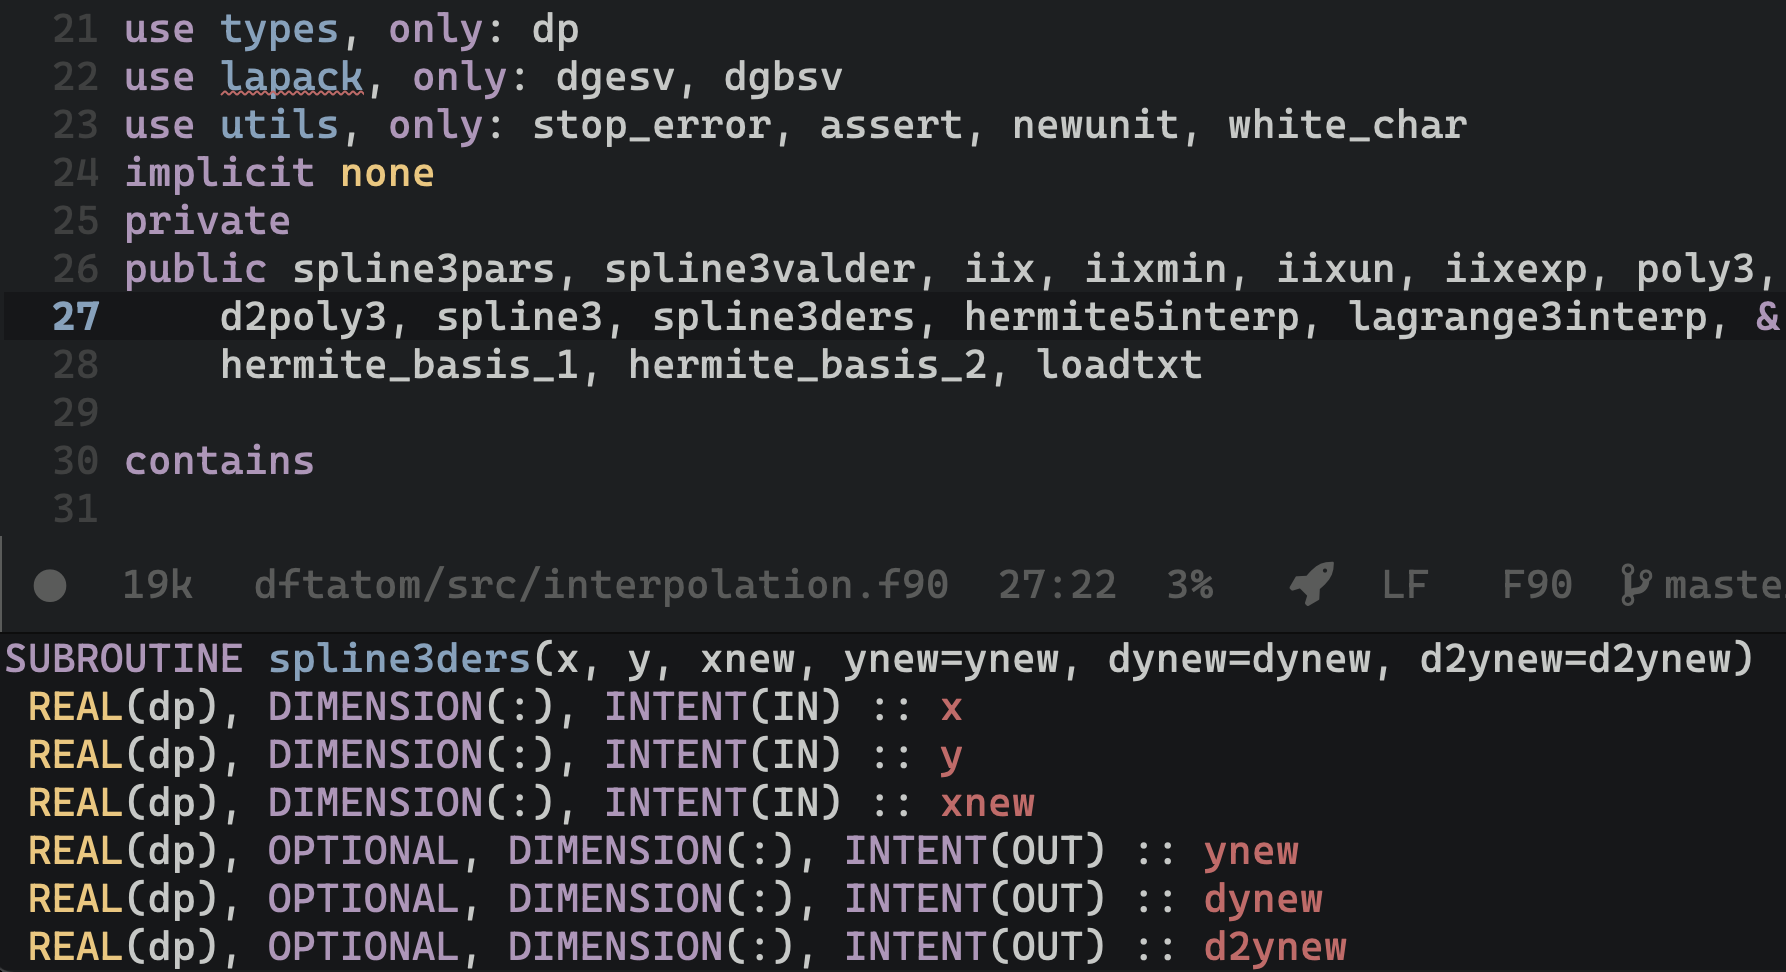 21 use types, only: dp
22 use lapack, only: dgesv, dgbsv
23 use utils, only: stop_error, assert, newunit, white_char
24 implicit none
25 private
26 public spline3pars, spline3valder, iix, iixmin, iixun, iixexp, poly3,
27 d2poly3, spline3, spline3ders, hermite5interp, lagrange3interp, &
28 hermite_basis_1, hermite_basis_2, loadtxt
29
30 contains
31
19k dftatom/src/interpolation.f90 27:22 3% LF F90 maste
SUBROUTINE spline3ders(x, y, xnew, ynew=ynew, dynew=dynew, d2ynew=d2ynew)
REAL(dp), DIMENSION(:), INTENT(IN) :: x
REAL(dp), DIMENSION(:), INTENT(IN) :: y
REAL(dp), DIMENSION(:), INTENT(IN) :: xnew
REAL(dp), OPTIONAL, DIMENSION(:), INTENT(OUT) :: ynew
REAL(dp), OPTIONAL, DIMENSION(:), INTENT(OUT) :: dynew
REAL(dp), OPTIONAL, DIMENSION(:), INTENT(OUT) :: d2ynew